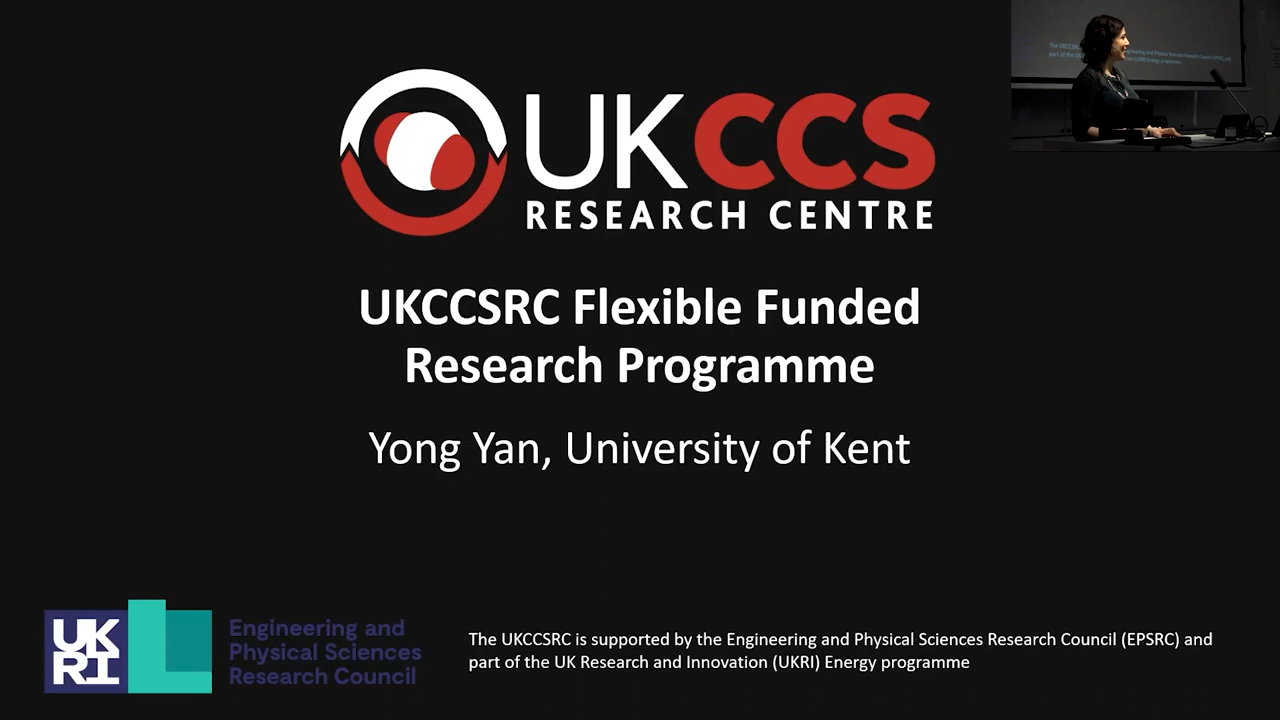 UKCCS
RESEARCH CENTRE
UKCCSRC Flexible Funded
Research Programme
Yong Yan, University of Kent
UK
RI
Engineering and
Physical Sciences
Research Council
The UKCCSRC is supported by the Engineering and Physical Sciences Research Council (EPSRC) and
part of the UK Research and Innovation (UKRI) Energy programme